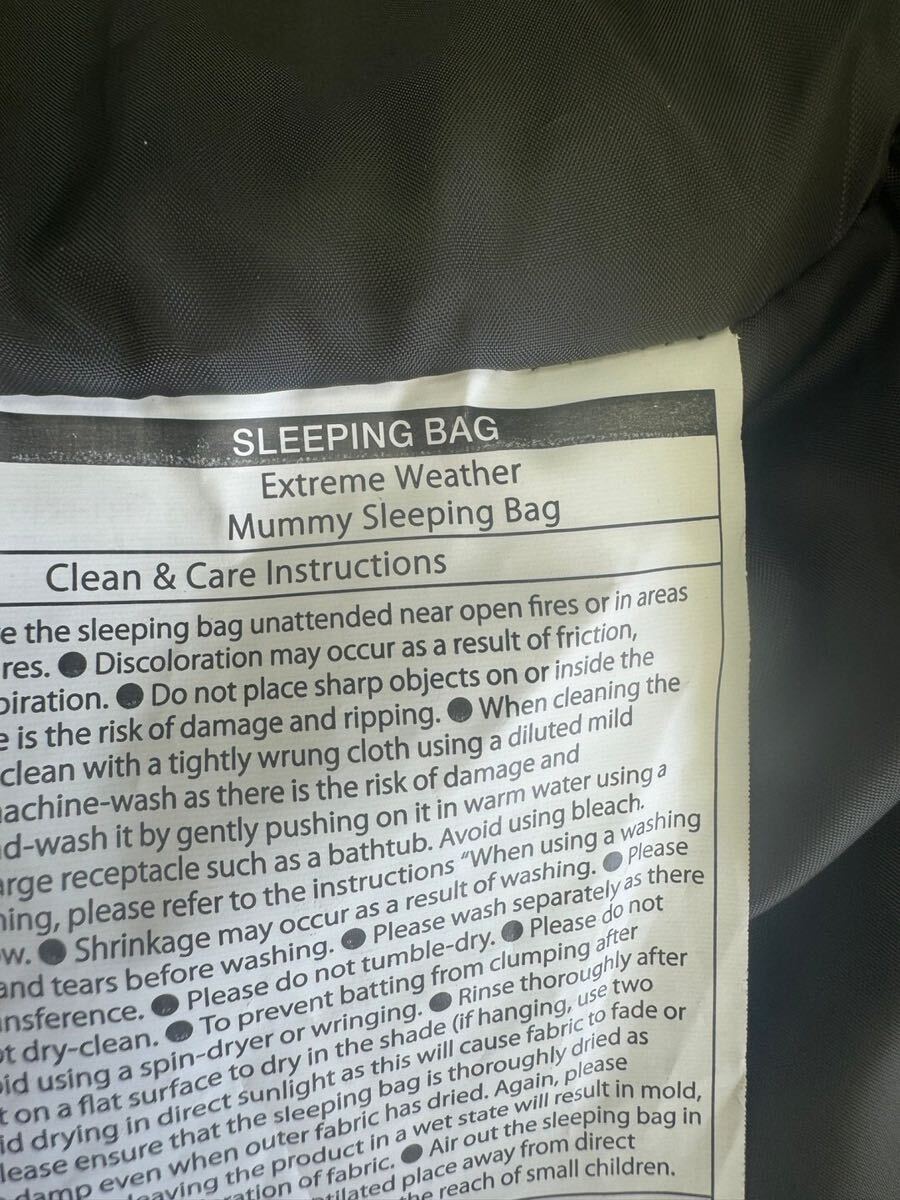 SLEEPING BAG
Extreme Weather
Mummy Sleeping Bag
Clean & Care Instructions
e the sleeping bag unattended near open fires or in areas
res. ● Discoloration may occur as a result of friction,
piration. ● Do not place sharp objects on or inside the
e is the risk of damage and ripping. ● When cleaning the
clean with a tightly wrung cloth using a diluted mild
achine-wash as there is the risk of damage and
d-wash it by gently pushing on it in warm water using a
arge receptacle such as a bathtub. Avoid using bleach.
ning, please refer to the instructions "When using a washing
w. ● Shrinkage may occur as a result of washing. ● Please
and tears before washing. ● Please wash separately as there
nsference. ● Please do not tumble-dry. ● Please do not
t dry-clean. ● To prevent batting from clumping after
id using a spin-dryer or wringing. ● Rinse thoroughly after
t on a flat surface to dry in the shade (if hanging, use two
id drying in direct sunlight as this will cause fabric to fade or
lease ensure that the sleeping bag is thoroughly dried as
damp even when outer fabric has dried. Again, please
leaving the product in a wet state will result in mold,
ration of fabric. ● Air out the sleeping bag in
tilated place away from direct
he reach of small children.